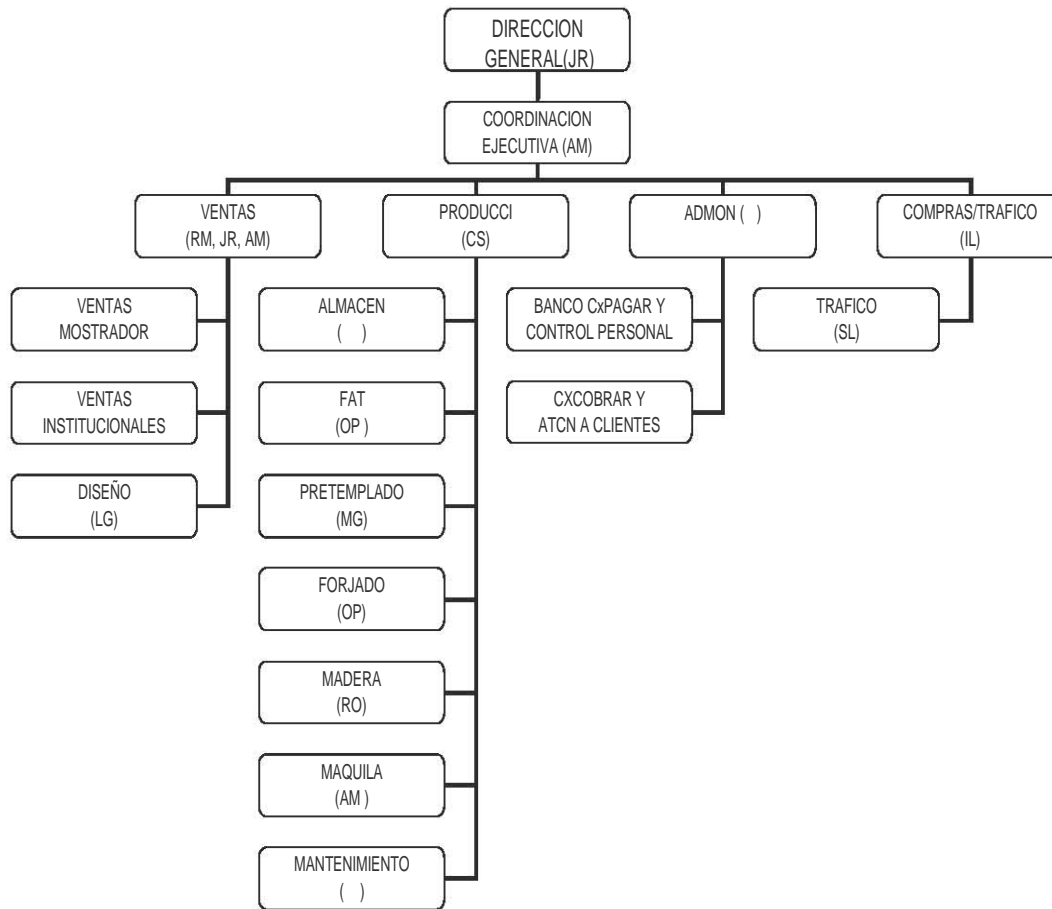 DIRECCION
GENERAL(JR)
COORDINACION
EJECUTIVA (AM)
VENTAS
(RM, JR, AM)
PRODUCCI
(CS)
ADMON (   )
COMPRAS/TRAFICO
(IL)
VENTAS
MOSTRADOR
VENTAS
INSTITUCIONALES
DISEÑO
(LG)
ALMACEN
(   )
FAT
(OP )
PRETEMPLADO
(MG)
FORJADO
(OP)
MADERA
(RO)
MAQUILA
(AM )
MANTENIMIENTO
(   )
BANCO CxPAGAR Y
CONTROL PERSONAL
CXCOBRAR Y
ATCN A CLIENTES
TRAFICO
(SL)